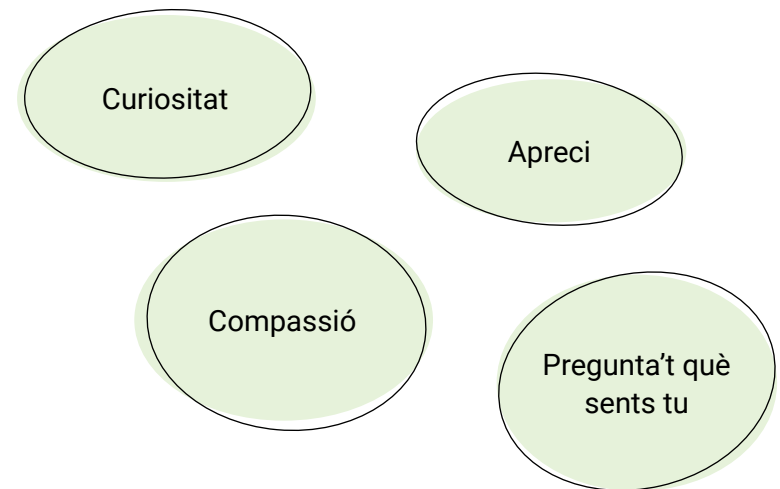 Curiositat
Apreci
Compassió
Pregunta’t què
sents tu